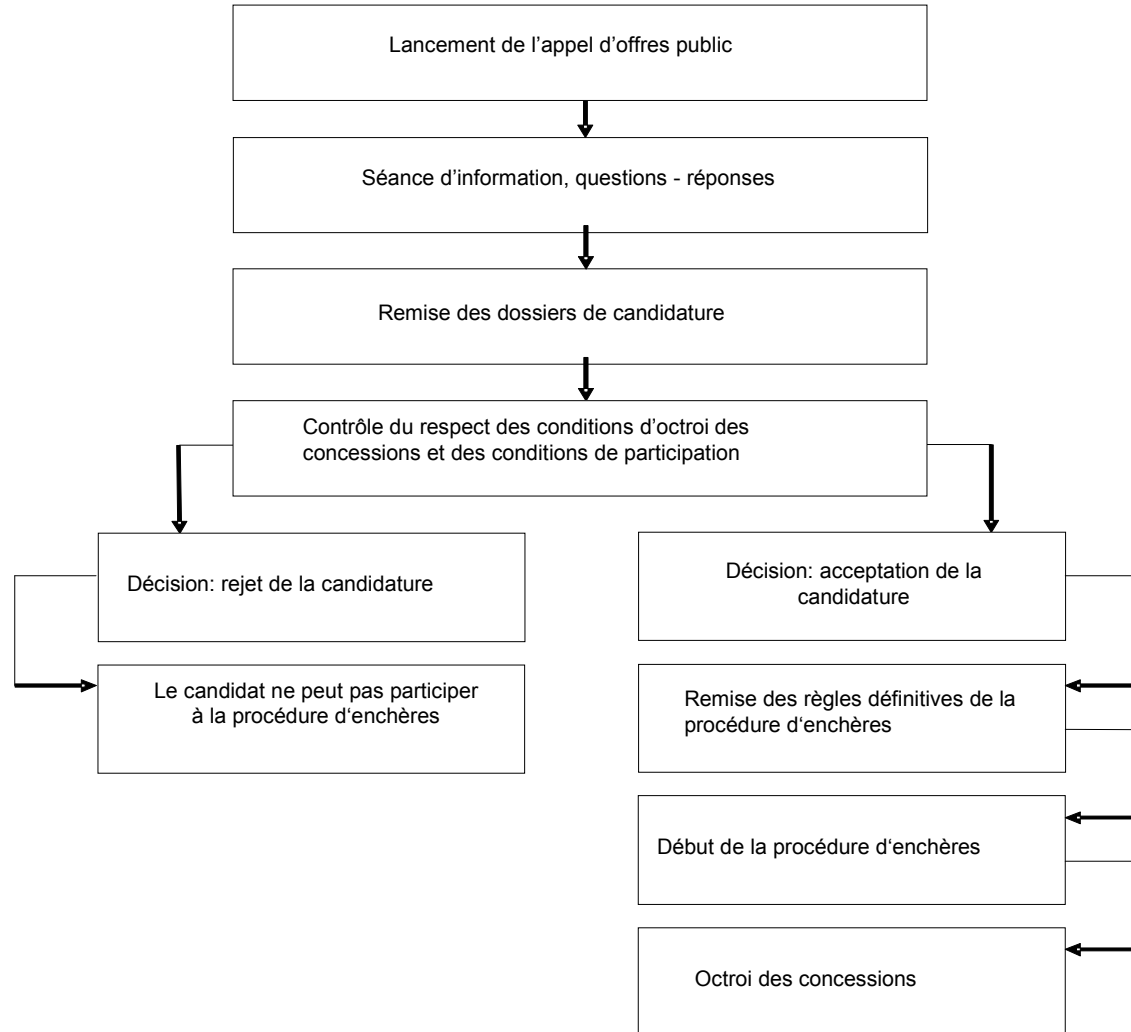 Lancement de l’appel d’offres public
Séance d’information, questions - réponses
Remise des dossiers de candidature
Contrôle du respect des conditions d’octroi des
concessions et des conditions de participation
Décision: rejet de la candidature
Le candidat ne peut pas participer
à la procédure d‘enchères
Décision: acceptation de la
candidature
Remise des règles définitives de la
procédure d‘enchères
Début de la procédure d‘enchères
Octroi des concessions